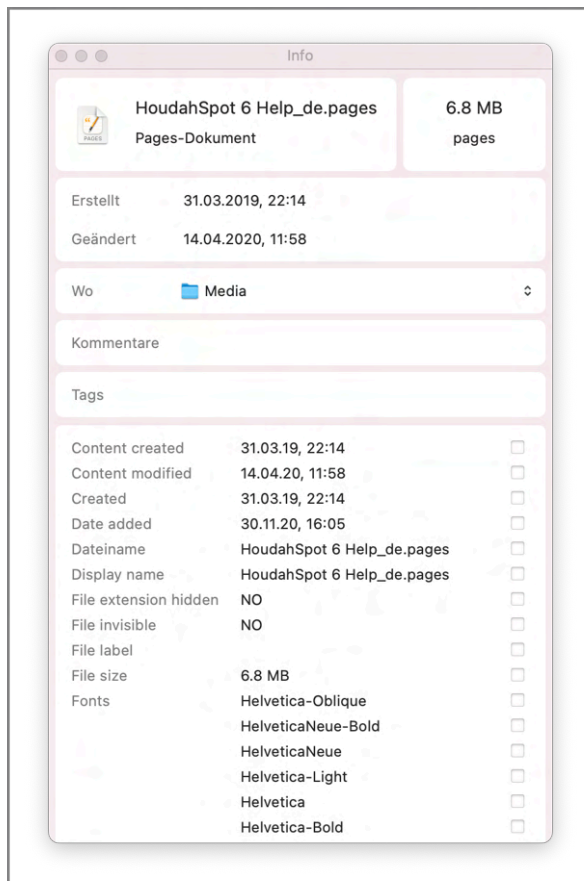 Info
HoudahSpot 6 Help_de.pages
Pages-Dokument
6.8 MB
pages
PAGES
Erstellt 31.03.2019, 22:14
Geändert 14.04.2020, 11:58
Wo Media
Kommentare
Tags
Content created 31.03.19, 22:14
Content modified 14.04.20, 11:58
Created 31.03.19, 22:14
Date added 30.11.20, 16:05
Dateiname HoudahSpot 6 Help_de.pages
Display name HoudahSpot 6 Help_de.pages
File extension hidden NO
File invisible NO
File label
File size 6.8 MB
Fonts Helvetica-Oblique
HelveticaNeue-Bold
HelveticaNeue
Helvetica-Light
Helvetica
Helvetica-Bold